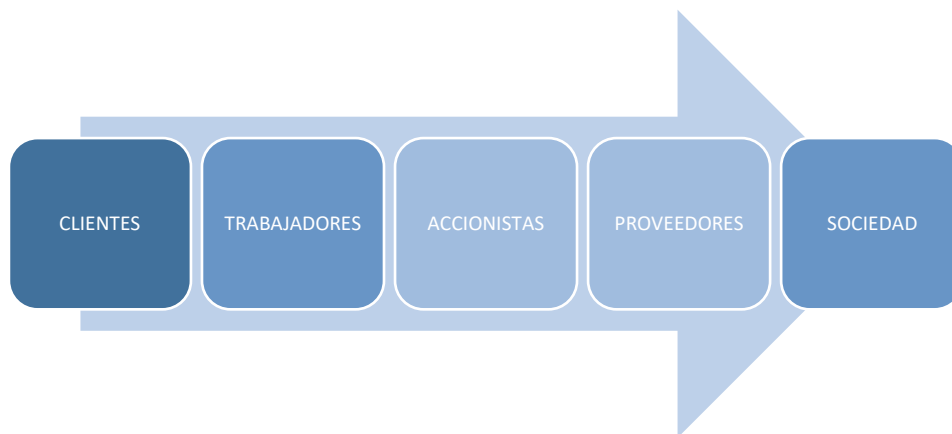 CLIENTES
TRABAJADORES
ACCIONISTAS
PROVEEDORES
SOCIEDAD